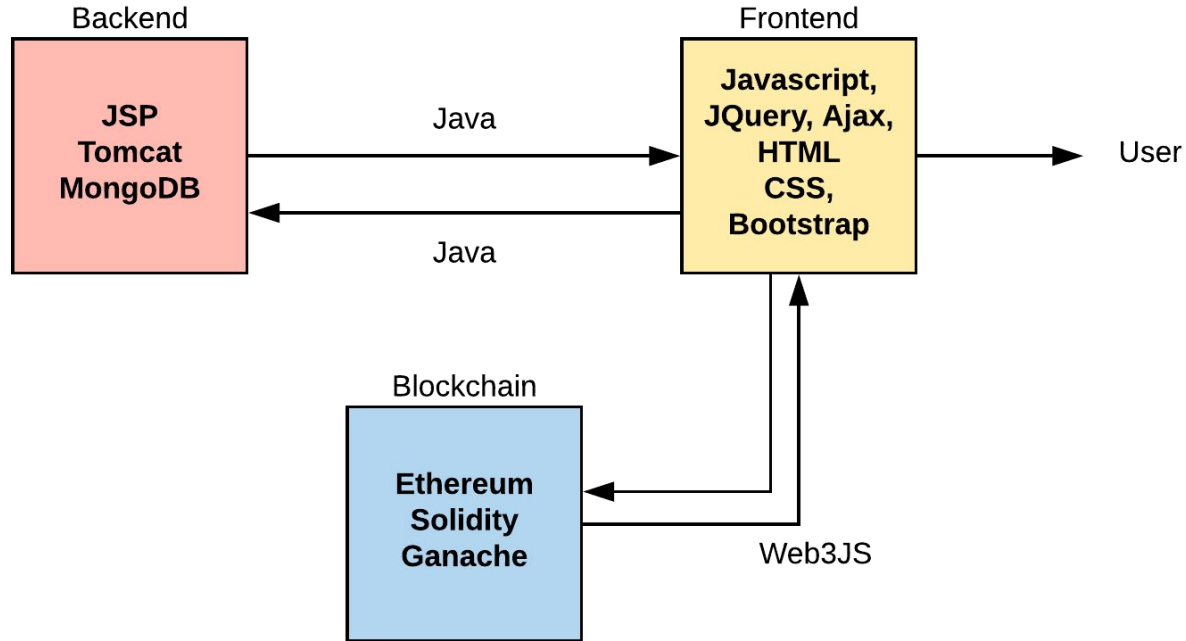 Backend
Frontend
JSP
Tomcat
MongoDB
Java
Java
Javascript,
JQuery, Ajax,
HTML
CSS,
Bootstrap
User
Blockchain
Ethereum
Solidity
Ganache
Web3JS